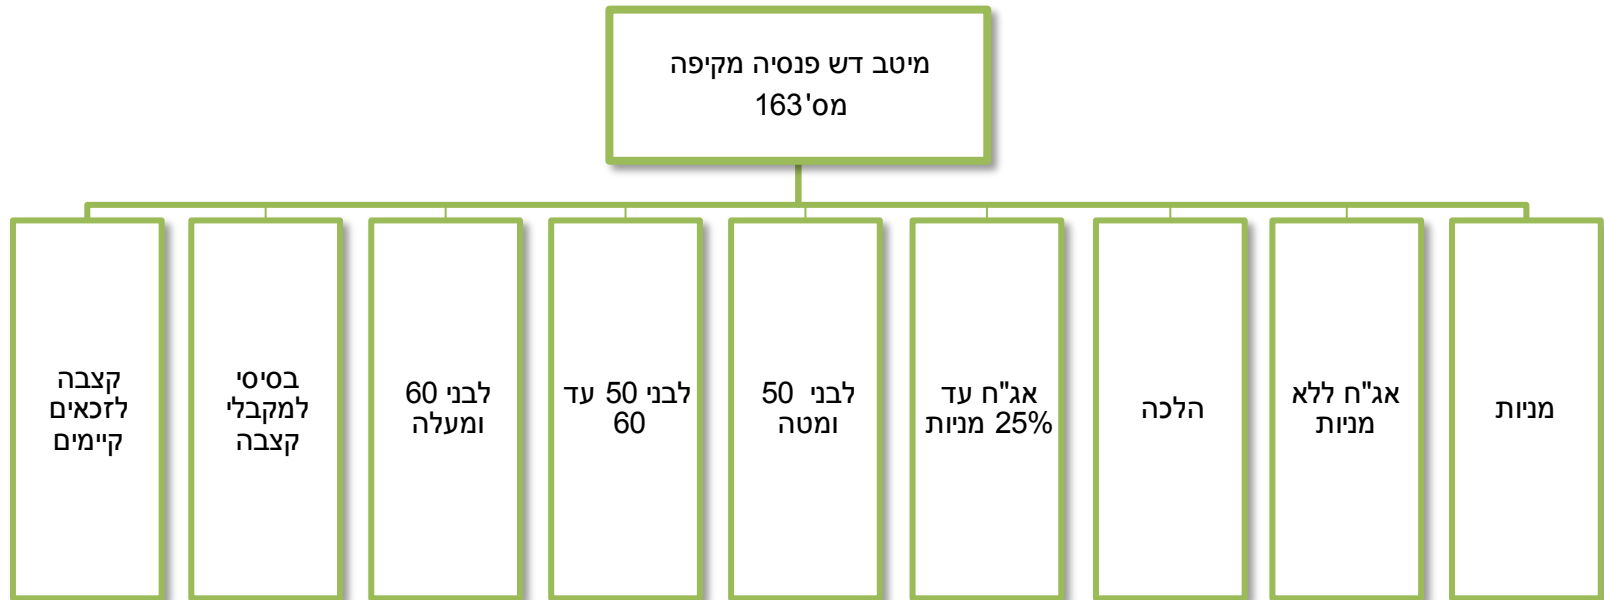 מיטב דש פנסיה מקיפה
מס' 163
מניות
אג"ח ללא
מניות
הלכה
אג"ח עד
25% מניות
לבני 50
ומטה
לבני 50 עד
60
לבני 60
ומעלה
בסיסי
למקבלי
קצבה
קצבה
לזכאים
קיימים